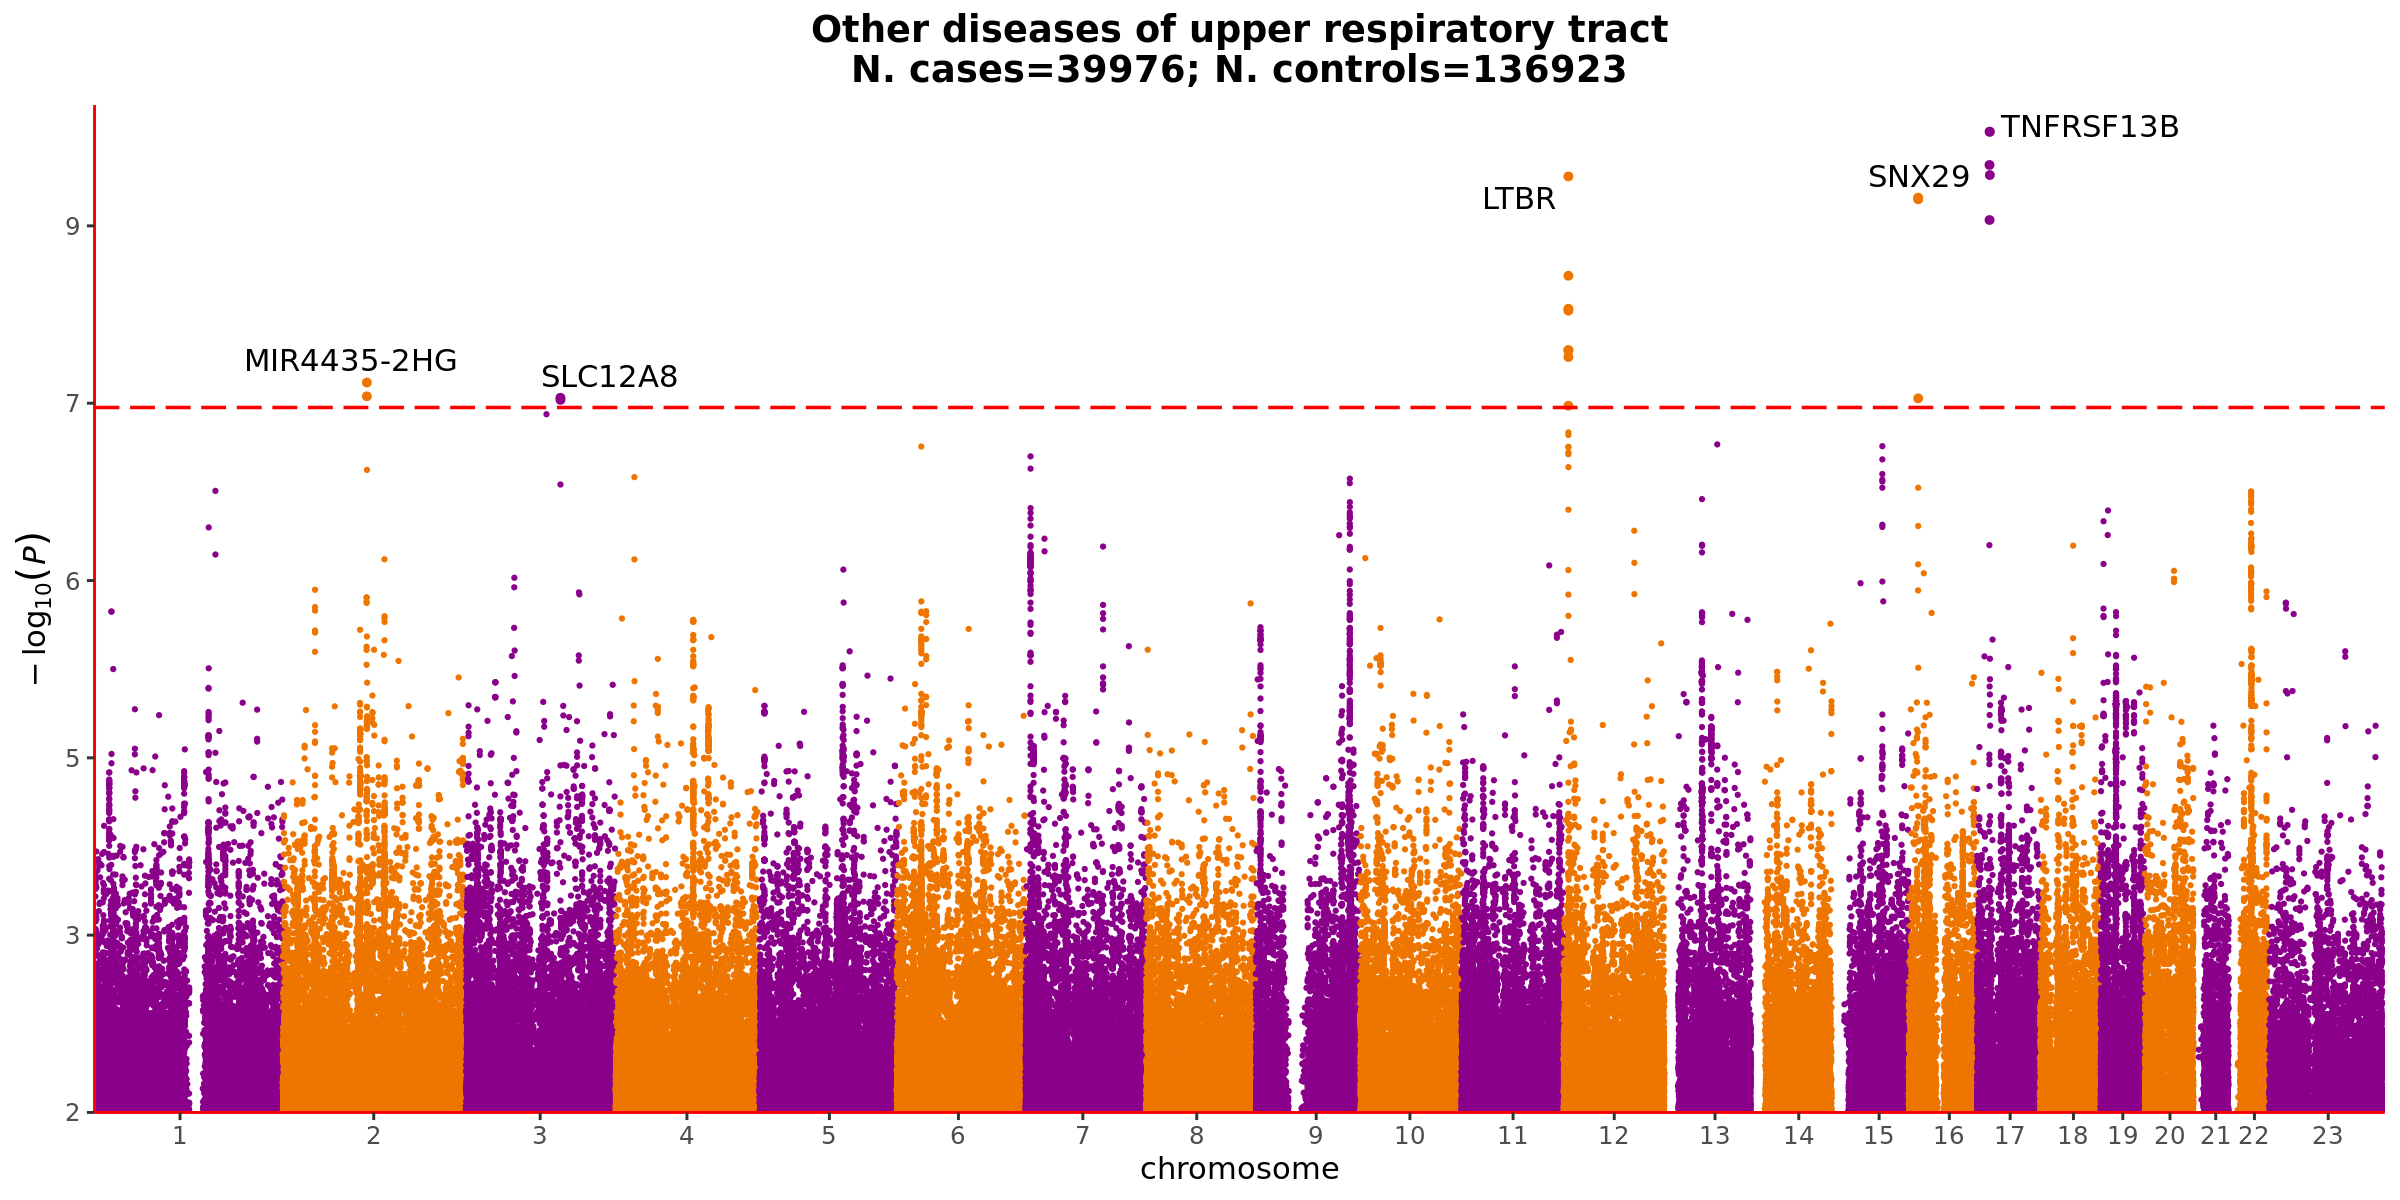 Other diseases of upper respiratory tract
N. cases=39976; N. controls=136923
TNFRSF13B
SNX29
LTBR
MIR4435-2HG
SLC12A8
9
7
6
5
3
2
−log10(P)
1 2 3 4 5 6 7 8 9 10 11 12 13 14 15 16 17 18 19 20 21 22 23
chromosome